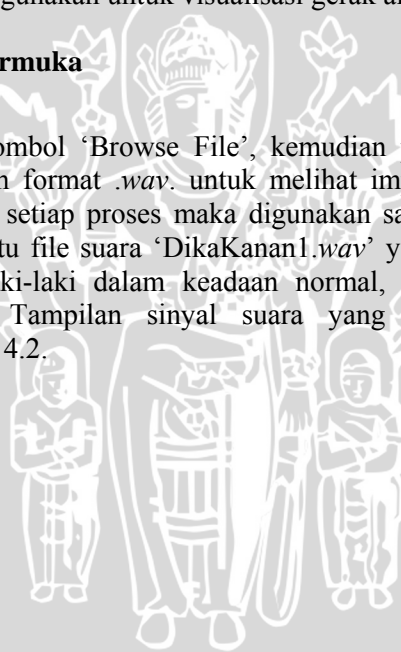 gunakan untuk visualisasi gerak
rmuka
ombol ‘Browse File’, kemudian
format .wav. untuk melihat im
setiap proses maka digunakan sa
tu file suara ‘DikaKanan1.wav’ y
ki-laki dalam keadaan normal,
Tampilan sinyal suara yang
4.2.